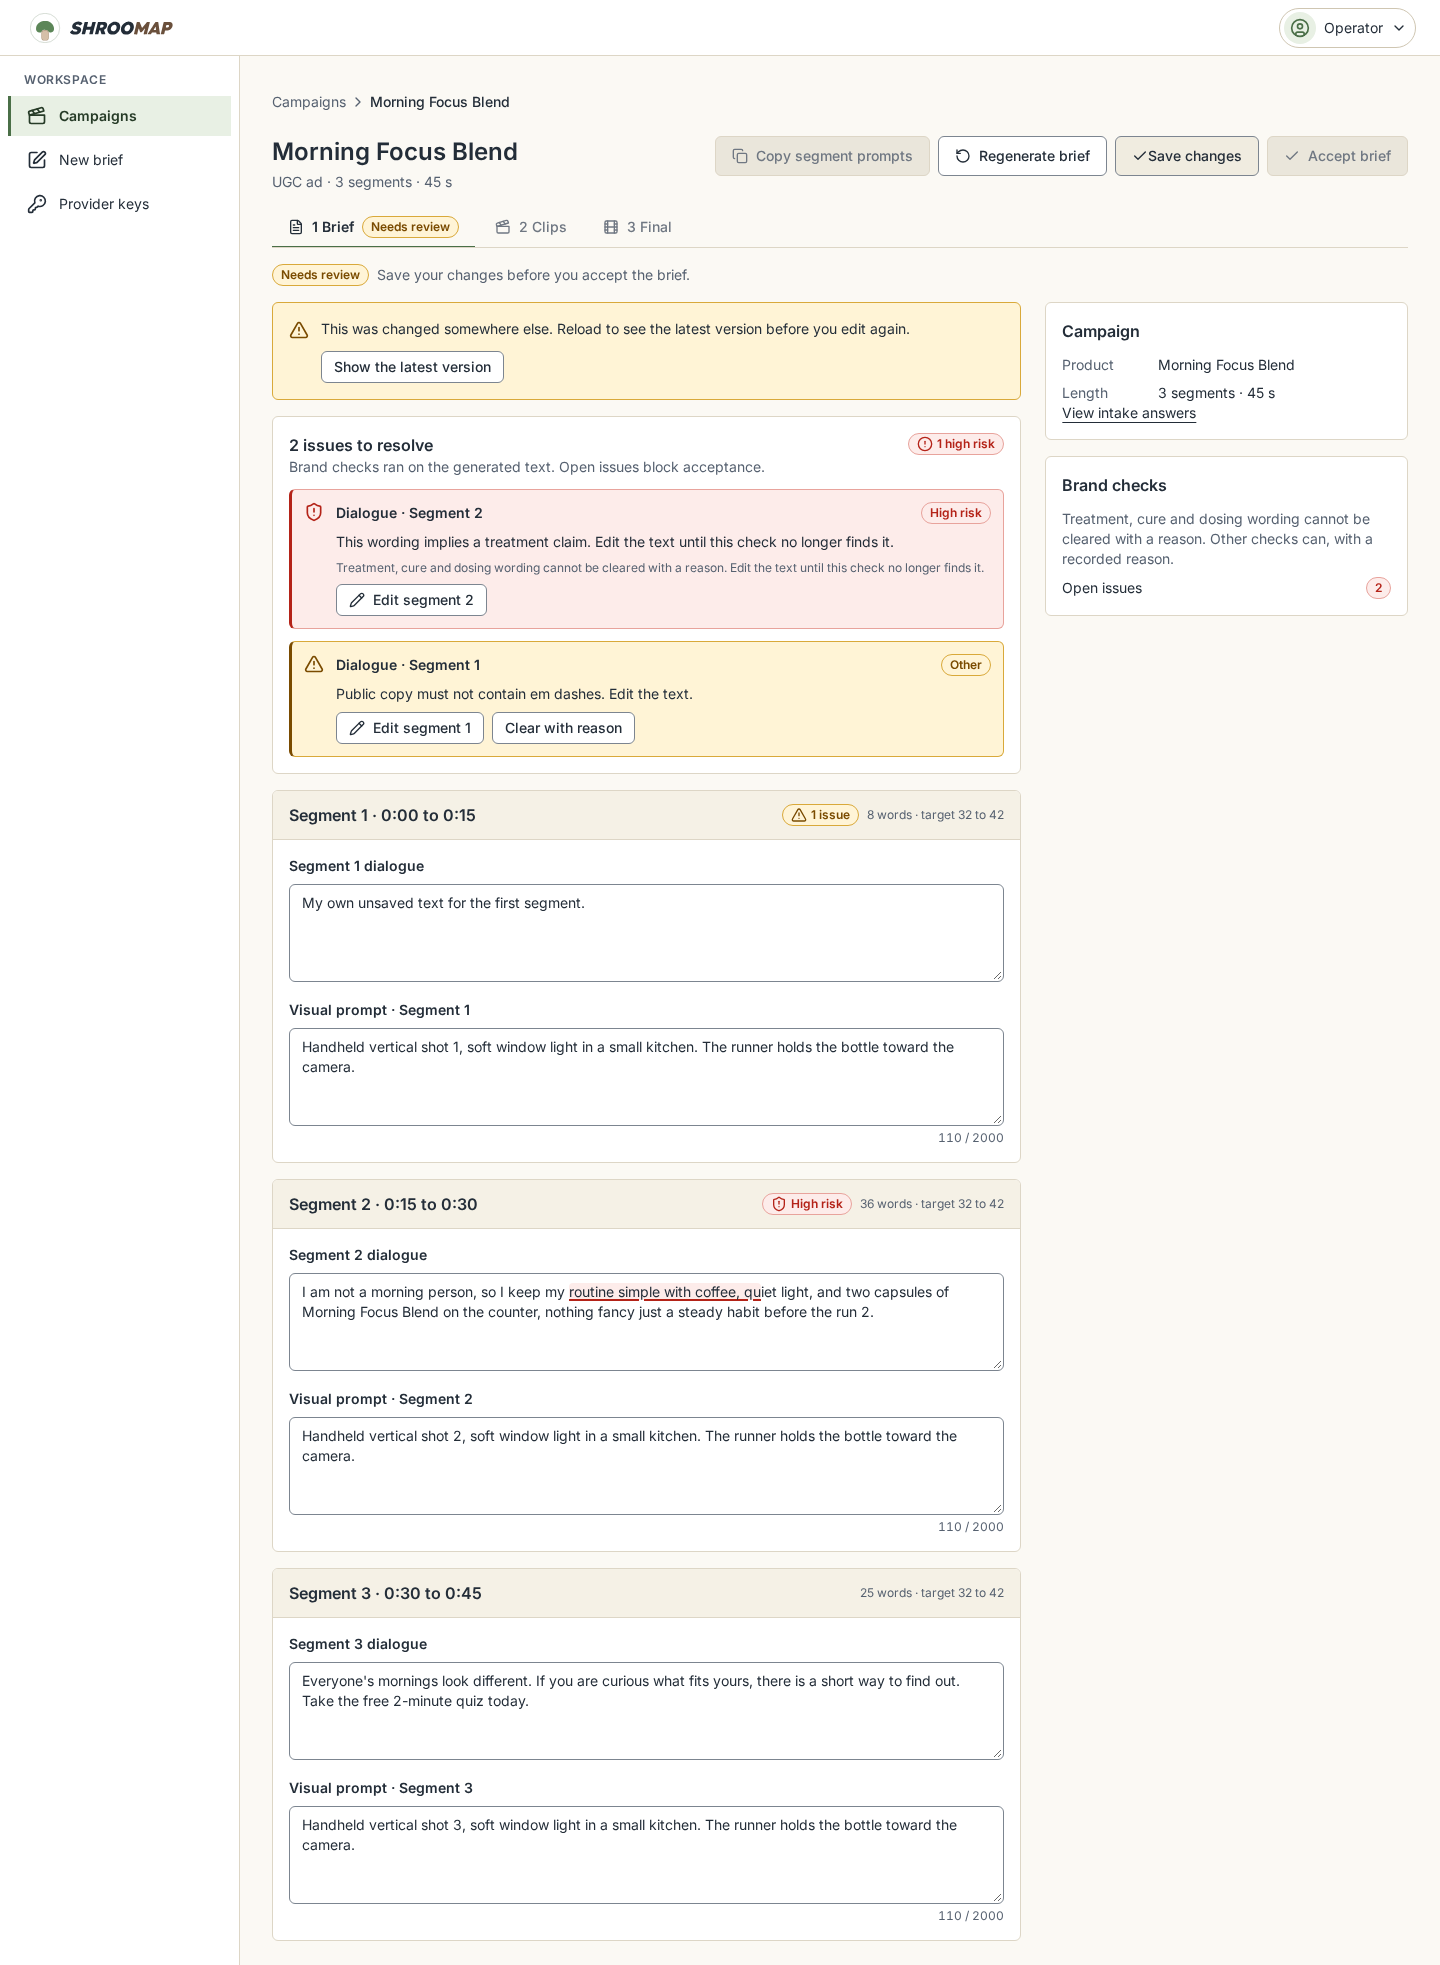 SHROOMAP
Operator
WORKSPACE
Campaigns
New brief
Provider keys
Campaigns > Morning Focus Blend
Morning Focus Blend
UGC ad · 3 segments · 45 s
Copy segment prompts
Regenerate brief
Save changes
Accept brief
1 Brief Needs review
2 Clips
3 Final
Needs review Save your changes before you accept the brief.
This was changed somewhere else. Reload to see the latest version before you edit again.
Show the latest version
2 issues to resolve
1 high risk
Brand checks ran on the generated text. Open issues block acceptance.
Dialogue · Segment 2
High risk
This wording implies a treatment claim. Edit the text until this check no longer finds it.
Treatment, cure and dosing wording cannot be cleared with a reason. Edit the text until this check no longer finds it.
Edit segment 2
Dialogue · Segment 1
Other
Public copy must not contain em dashes. Edit the text.
Edit segment 1
Clear with reason
Segment 1 · 0:00 to 0:15
1 issue
8 words · target 32 to 42
Segment 1 dialogue
My own unsaved text for the first segment.
Visual prompt · Segment 1
Handheld vertical shot 1, soft window light in a small kitchen. The runner holds the bottle toward the
camera.
110 / 2000
Segment 2 · 0:15 to 0:30
High risk
36 words · target 32 to 42
Segment 2 dialogue
I am not a morning person, so I keep my routine simple with coffee, quiet light, and two capsules of
Morning Focus Blend on the counter, nothing fancy just a steady habit before the run 2.
Visual prompt · Segment 2
Handheld vertical shot 2, soft window light in a small kitchen. The runner holds the bottle toward the
camera.
110 / 2000
Segment 3 · 0:30 to 0:45
25 words · target 32 to 42
Segment 3 dialogue
Everyone's mornings look different. If you are curious what fits yours, there is a short way to find out.
Take the free 2-minute quiz today.
Visual prompt · Segment 3
Handheld vertical shot 3, soft window light in a small kitchen. The runner holds the bottle toward the
camera.
110 / 2000
Campaign
Product Morning Focus Blend
Length 3 segments · 45 s
View intake answers
Brand checks
Treatment, cure and dosing wording cannot be
cleared with a reason. Other checks can, with a
recorded reason.
Open issues 2